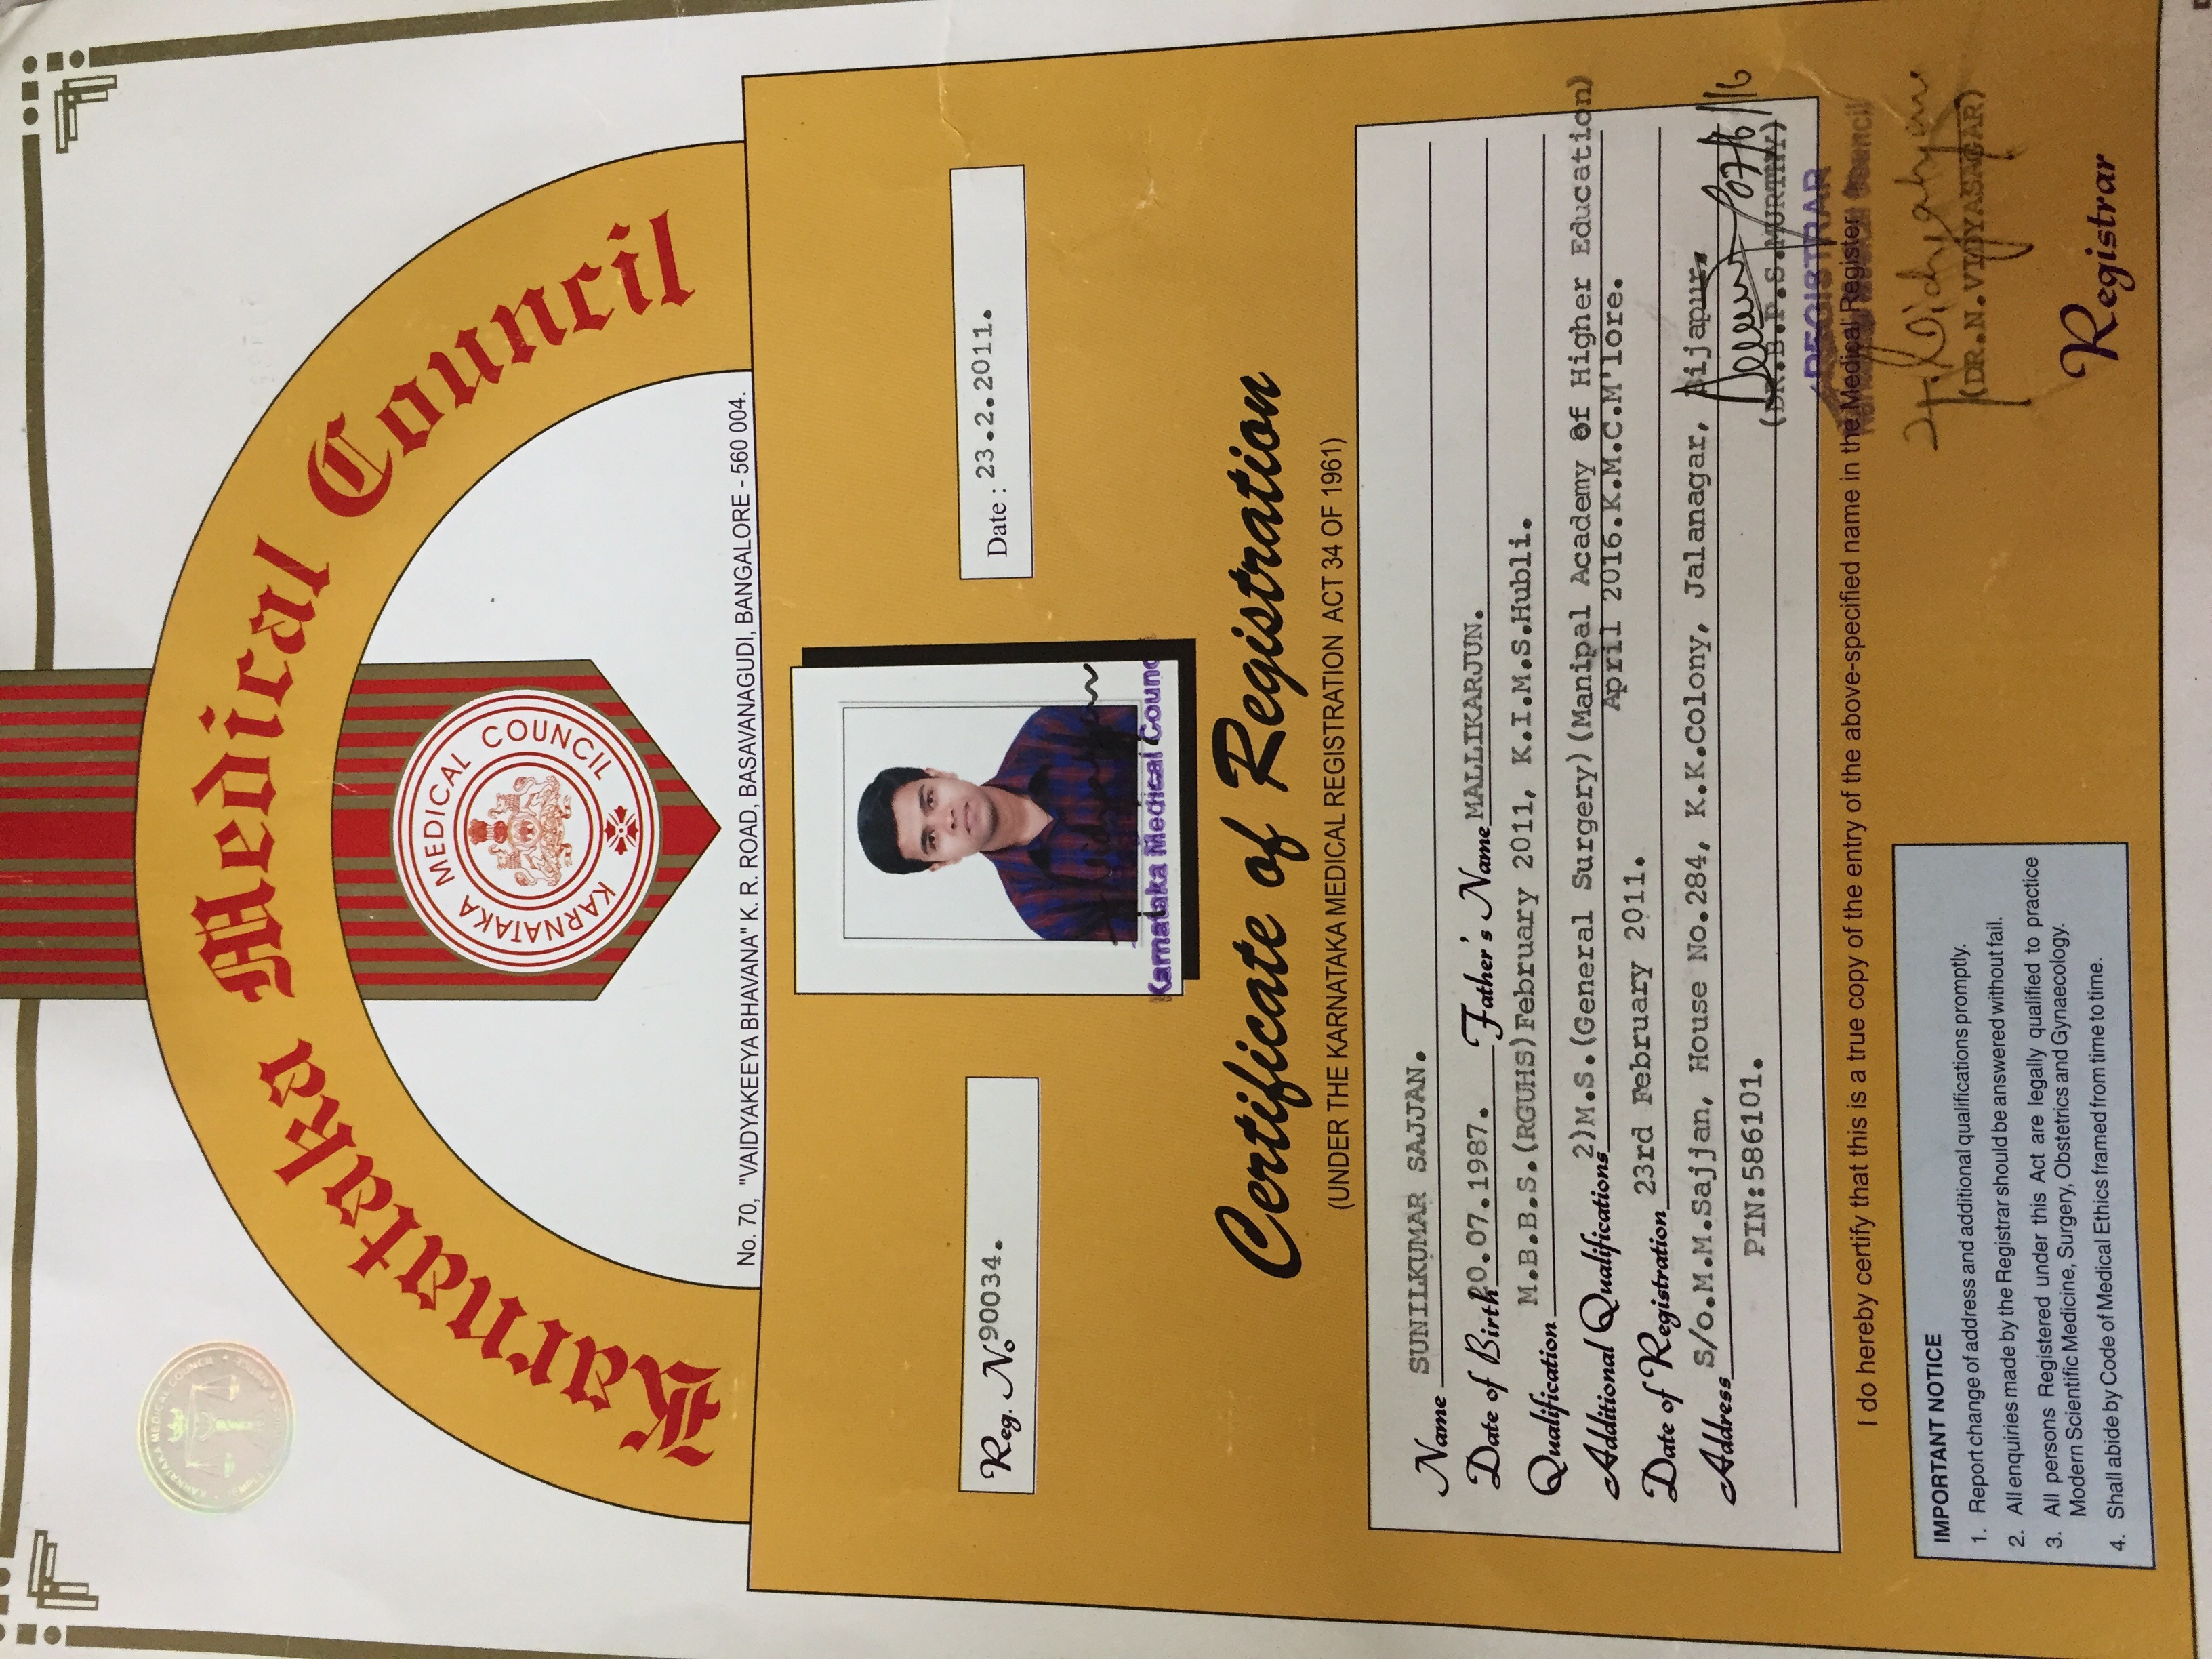 KARNATAKA MEDICAL COUNCIL
Karnataka Medical Council
KARNATAKA MEDICAL COUNCIL
No. 70, "VAIDYAKEEYA BHAVANA" K. R. ROAD, BASAVANAGUDI, BANGALORE - 560 004.
Reg. No 90034.
Date : 23.2.2011.
Karnataka Medical Counc
Certificate of Registration
(UNDER THE KARNATAKA MEDICAL REGISTRATION ACT 34 OF 1961)
Name SUNILKUMAR SAJJAN.
Date of Birth 20.07.1987. Father's Name MALLIKARJUN.
Qualification M.B.B.S.(RGUHS)February 2011, K.I.M.S.Hubli.
Additional Qualifications 2)M.S.(General Surgery)(Manipal Academy Of Higher Education)
April 2016.K.M.C.M'lore.
Date of Registration 23rd February 2011.
Address S/o.M.M.Sajjan, House No.284, K.K.Colony, Jalanagar, Bijapur.
PIN:586101.
07/6/16
(DR.B.P.S.MURTHY)
REGISTRAR
Karnataka Medical Council
I do hereby certify that this is a true copy of the entry of the above-specified name in the Medical Register
(DR.N.VIDYASAGAR)
Registrar
IMPORTANT NOTICE
1. Report change of address and additional qualifications promptly.
2. All enquiries made by the Registrar should be answered without fail.
3. All persons Registered under this Act are legally qualified to practice
Modern Scientific Medicine, Surgery, Obstetrics and Gynaecology.
4. Shall abide by Code of Medical Ethics framed from time to time.